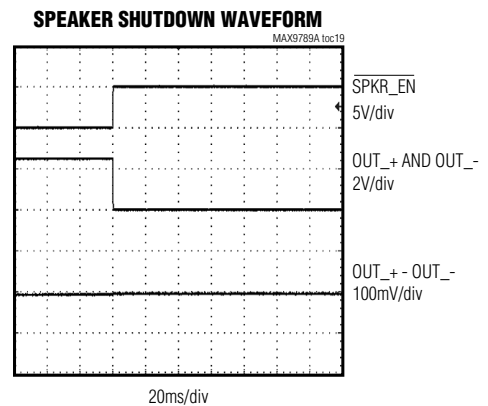 SPEAKER SHUTDOWN WAVEFORM
MAX9789A toc19
SPKR_EN
5V/div
OUT_+ AND OUT_-
2V/div
OUT_+ - OUT_-
100mV/div
20ms/div